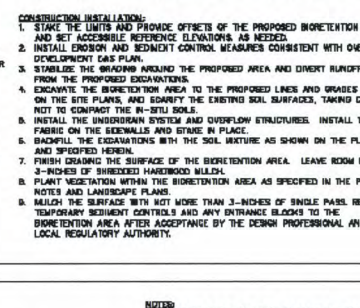 CONSTRUCTION INSTALLATION:
1. STAKE THE LIMITS AND PROVIDE OFFSETS OF THE PROPOSED BIORETENTION
AND SET ACCESSIBLE REFERENCE ELEVATIONS, AS NEEDED.
2. INSTALL EROSION AND SEDIMENT CONTROL MEASURES CONSISTENT WITH OVE
R
DEVELOPMENT E&S PLAN.
3. STABILIZE THE GRADING AROUND THE PROPOSED AREA AND DIVERT RUNOFF
FROM THE PROPOSED EXCAVATIONS.
4. EXCAVATE THE BIORETENTION AREA TO THE PROPOSED LINES AND GRADES
ON THE SITE PLANS, AND SCARIFY THE EXISTING SOIL SURFACES, TAKING C
NOT TO COMPACT THE IN-SITU SOILS.
5. INSTALL THE UNDERDRAIN SYSTEM AND OVERFLOW STRUCTURES. INSTALL T
FABRIC ON THE SIDEWALLS AND STAKE IN PLACE.
6. BACKFILL THE EXCAVATIONS WITH THE SOIL MIXTURE AS SHOWN ON THE PL
AND SPECIFIED HEREIN.
7. FINISH GRADING THE SURFACE OF THE BIORETENTION AREA. LEAVE ROOM
3-INCHES OF SHREDDED HARDWOOD MULCH.
8. PLANT VEGETATION WITHIN THE BIORETENTION AREA AS SPECIFIED IN THE P
NOTES AND LANDSCAPE PLANS.
9. MULCH THE SURFACE WITH NOT MORE THAN 3-INCHES OF SINGLE PASS. RE
TEMPORARY SEDIMENT CONTROLS AND ANY ENTRANCE BLOCKS TO THE
BIORETENTION AREA AFTER ACCEPTANCE BY THE DESIGN PROFESSIONAL AN
LOCAL REGULATORY AUTHORITY.
NOTES: